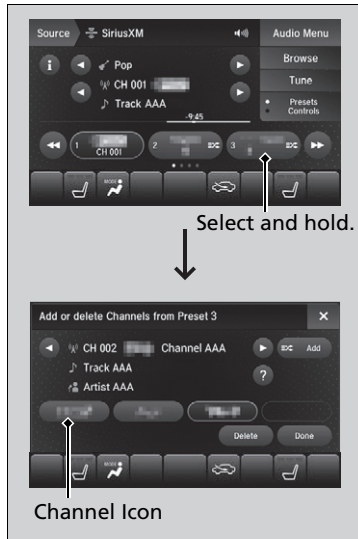 Source SiriusXM Audio Menu
Pop Browse
CH 001 Tune
Track AAA Presets
Controls
-9:45
1 2 3
CH 001
MODE
Select and hold.
Add or delete Channels from Preset 3 ×
CH 002 Channel AAA Add
Track AAA
Artist AAA ?
Delete Done
MODE
Channel Icon